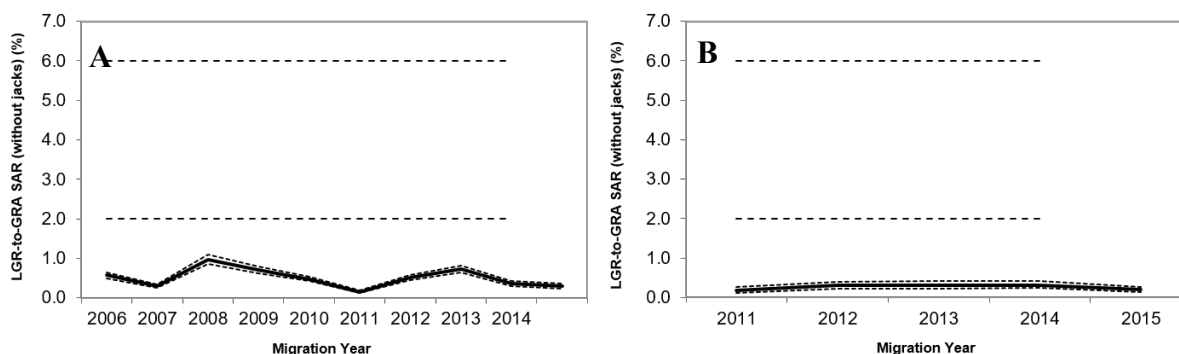 A
LGR-to-GRA SAR (without jacks) (%)
7.0
6.0
5.0
4.0
3.0
2.0
1.0
0.0
2006 2007 2008 2009 2010 2011 2012 2013 2014
Migration Year
B
LGR-to-GRA SAR (without jacks) (%)
7.0
6.0
5.0
4.0
3.0
2.0
1.0
0.0
2011 2012 2013 2014 2015
Migration Year